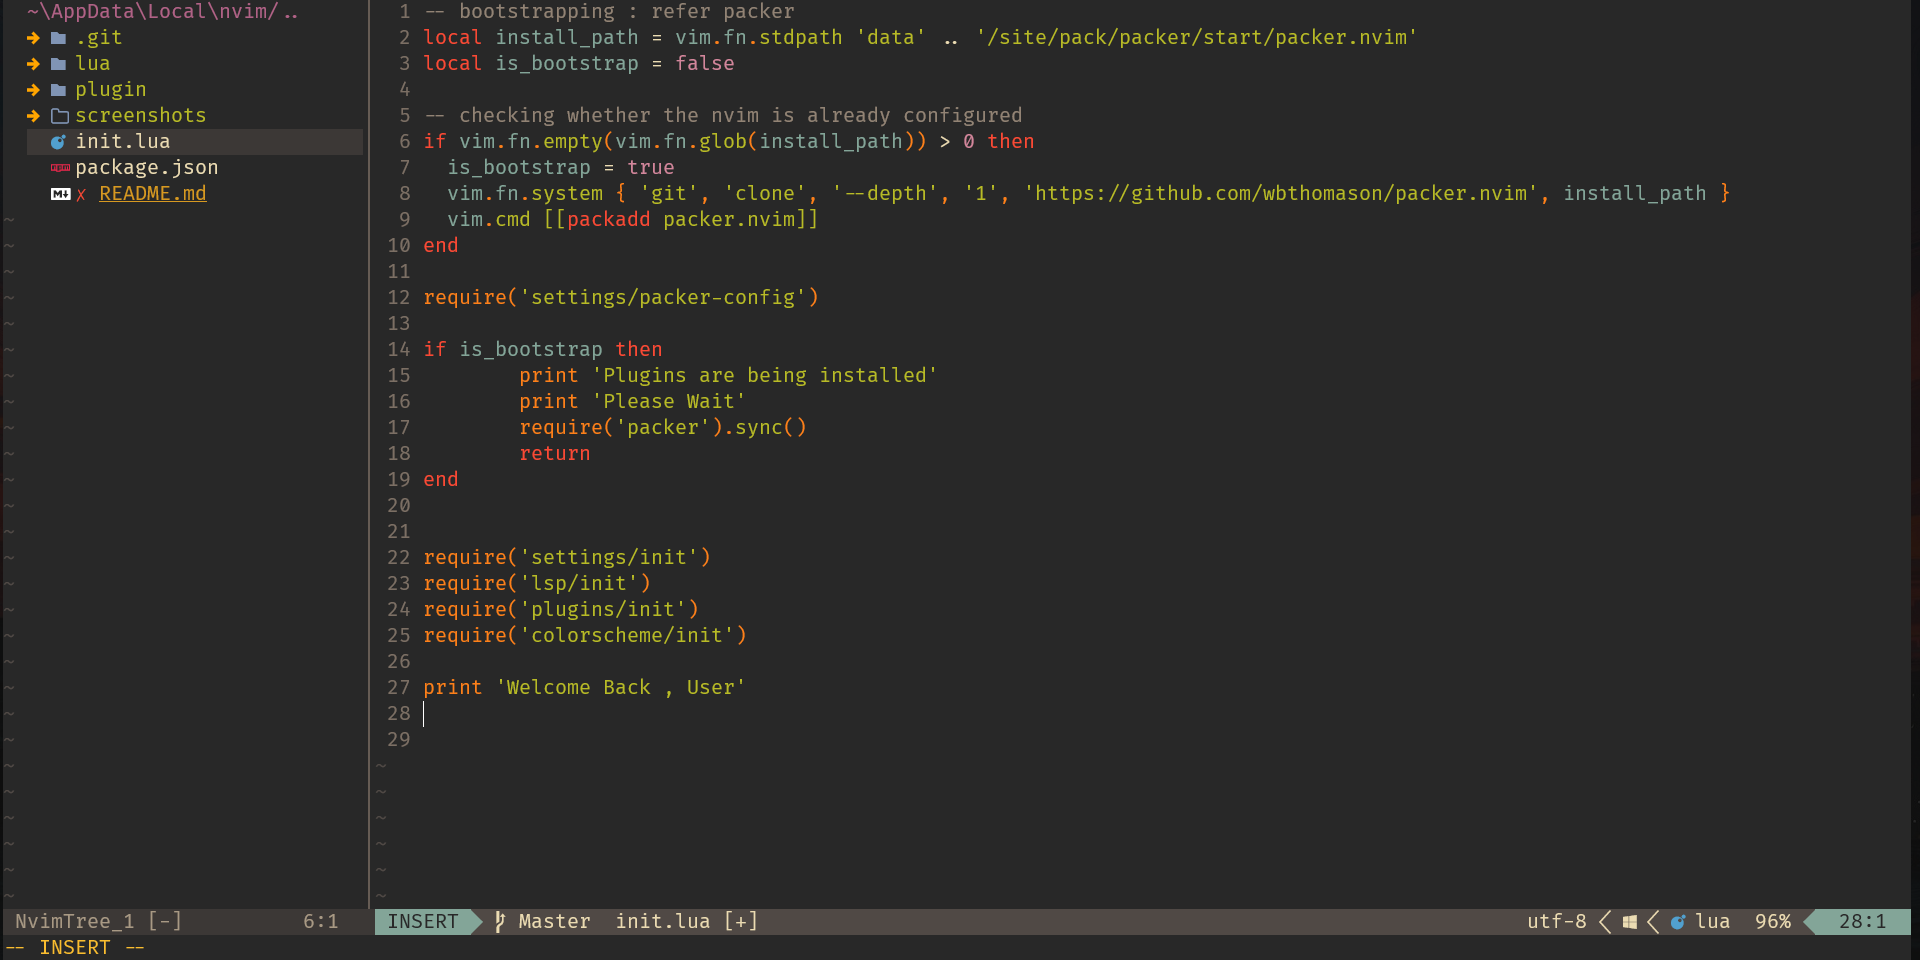 ~\AppData\Local\nvim/..
.git
lua
plugin
screenshots
init.lua
package.json
✗ README.md
1 -- bootstrapping : refer packer
2 local install_path = vim.fn.stdpath 'data' .. '/site/pack/packer/start/packer.nvim'
3 local is_bootstrap = false
4
5 -- checking whether the nvim is already configured
6 if vim.fn.empty(vim.fn.glob(install_path)) > 0 then
7   is_bootstrap = true
8   vim.fn.system { 'git', 'clone', '--depth', '1', 'https://github.com/wbthomason/packer.nvim', install_path }
9   vim.cmd [[packadd packer.nvim]]
10 end
11
12 require('settings/packer-config')
13
14 if is_bootstrap then
15         print 'Plugins are being installed'
16         print 'Please Wait'
17         require('packer').sync()
18         return
19 end
20
21
22 require('settings/init')
23 require('lsp/init')
24 require('plugins/init')
25 require('colorscheme/init')
26
27 print 'Welcome Back , User'
28
29
NvimTree_1 [-] 6:1 INSERT Master init.lua [+] utf-8 lua 96% 28:1
-- INSERT --